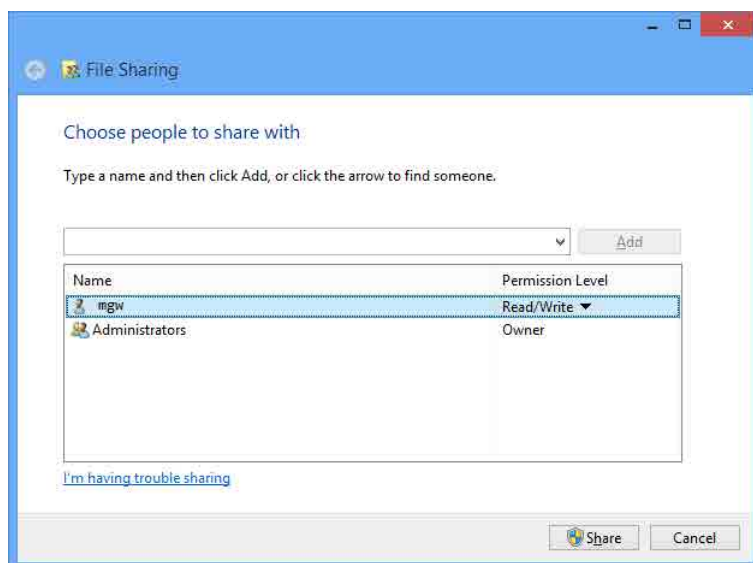 File Sharing
Choose people to share with
Type a name and then click Add, or click the arrow to find someone.
Add
Name Permission Level
mgw Read/Write
Administrators Owner
I'm having trouble sharing
Share Cancel